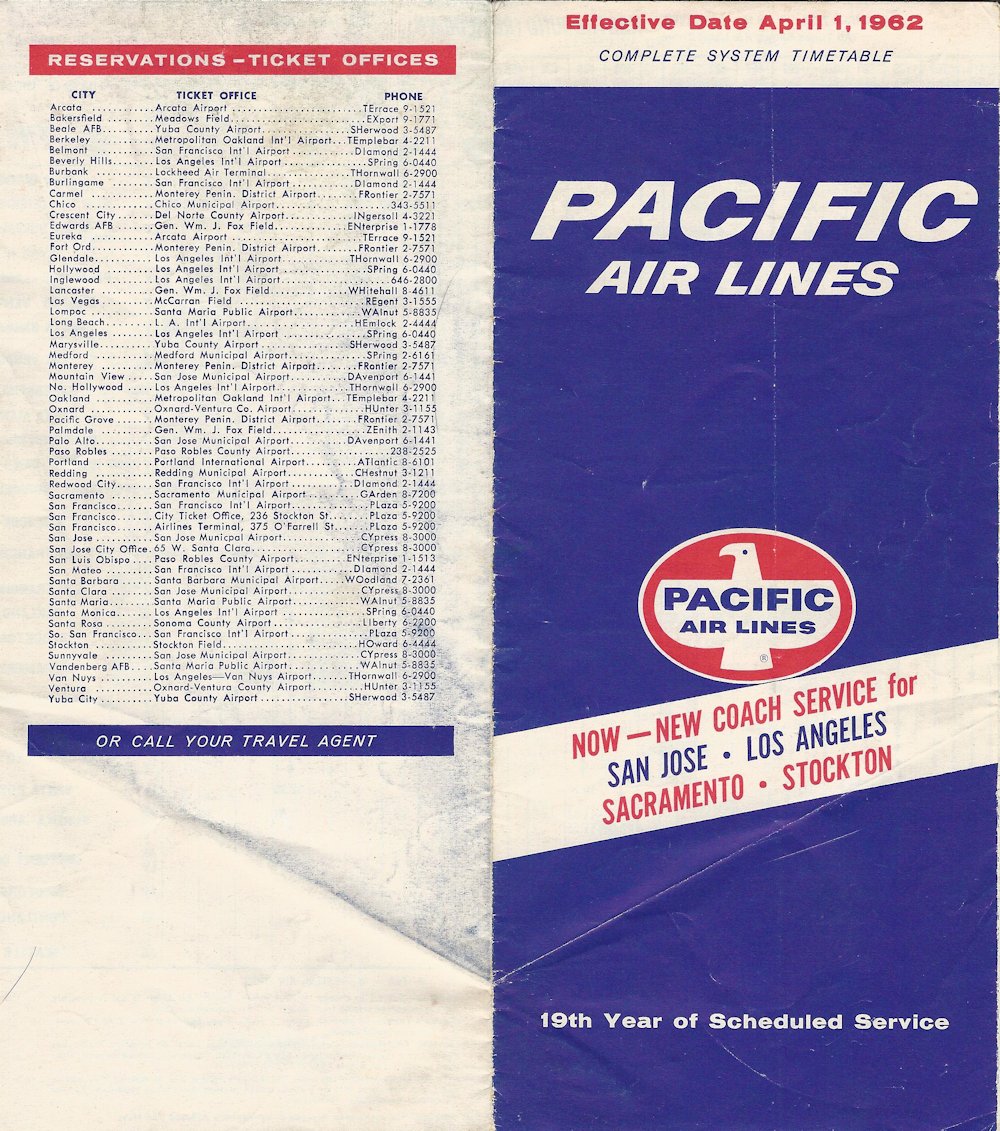 RESERVATIONS – TICKET OFFICES
CITY TICKET OFFICE PHONE
Arcata ........... Arcata Airport ....................... TErrace 9-1521
Bakersfield ......... Meadows Field ....................... EXport 9-1771
Beale AFB ......... Yuba County Airport ................. SHerwood 3-5487
Berkeley ........... Metropolitan Oakland Int'l Airport ... TEmplebar 4-2211
Belmont ........... San Francisco Int'l Airport ............ DIamond 2-1444
Beverly Hills ....... Los Angeles Int'l Airport ............... SPring 6-0440
Burbank ........... Lockheed Air Terminal ............... THornwall 6-2900
Burlingame ........ San Francisco Int'l Airport ............ DIamond 2-1444
Carmel ........... Monterey Penin. District Airport ....... FRontier 2-7571
Chico ........... Chico Municipal Airport ............... 343-5511
Crescent City ...... Del Norte County Airport ............. INgersoll 4-3221
Edwards AFB ...... Gen. Wm. J. Fox Field ............... ENterprise 1-1778
Eureka ........... Arcata Airport ....................... TErrace 9-1521
Fort Ord ........... Monterey Penin. District Airport ....... FRontier 2-7571
Glendale ........... Los Angeles Int'l Airport ............. THornwall 6-2900
Hollywood ......... Los Angeles Int'l Airport ............. SPring 6-0440
Inglewood ......... Los Angeles Int'l Airport ............. 646-2800
Lancaster ......... Gen. Wm. J. Fox Field ............... WHitehall 8-4611
Las Vegas ......... McCarran Field ....................... REgent 3-1555
Lompoc ........... Santa Maria Public Airport ............. WAlnut 5-8835
Long Beach ........ L. A. Int'l Airport ................... HEmlock 2-4444
Los Angeles ........ Los Angeles Int'l Airport ............. SPring 6-0440
Marysville ......... Yuba County Airport ................. SHerwood 3-5487
Medford ........... Medford Municipal Airport ............. SPring 2-6161
Monterey ......... Monterey Penin. District Airport ....... FRontier 2-7571
Mountain View ..... San Jose Municipal Airport ............ DAvenport 6-1441
No. Hollywood ..... Los Angeles Int'l Airport ............. THornwall 6-2900
Oakland ........... Metropolitan Oakland Int'l Airport ... TEmplebar 4-2211
Oxnard ........... Oxnard-Ventura Co. Airport ........... HUnter 3-1155
Pacific Grove ...... Monterey Penin. District Airport ....... FRontier 2-7571
Palmdale ......... Gen. Wm. J. Fox Field ............... ZEnith 2-1143
Palo Alto ........... San Jose Municipal Airport ............ DAvenport 6-1441
Paso Robles ....... Paso Robles County Airport ........... 238-2525
Portland ........... Portland International Airport ......... ATlantic 8-6101
Redding ........... Redding Municipal Airport ............. CHestnut 3-1211
Redwood City ...... San Francisco Int'l Airport ............ DIamond 2-1444
Sacramento ....... Sacramento Municipal Airport ......... GArden 8-7200
San Francisco ...... San Francisco Int'l Airport ............ PLaza 5-9200
San Francisco ...... City Ticket Office, 236 Stockton St. ..... PLaza 5-9200
San Francisco ...... Airlines Terminal, 375 O'Farrell St. ..... PLaza 5-9200
San Jose ......... San Jose Muncipal Airport ............ CYpress 8-3000
San Jose City Office . 65 W. Santa Clara ................... CYpress 8-3000
San Luis Obispo .... Paso Robles County Airport ........... ENterprise 1-1513
San Mateo ........ San Francisco Int'l Airport ............ DIamond 2-1444
Santa Barbara ..... Santa Barbara Municipal Airport ..... WOodland 7-2361
Santa Clara ....... San Jose Municipal Airport ............ CYpress 8-3000
Santa Maria ....... Santa Maria Public Airport ............ WAlnut 5-8835
Santa Monica ...... Los Angeles Int'l Airport ............. SPring 6-0440
Santa Rosa ........ Sonoma County Airport ............... LIberty 6-2200
So. San Francisco ... San Francisco Int'l Airport ............ PLaza 5-9200
Stockton ......... Stockton Field ....................... HOward 6-4444
Sunnyvale ......... San Jose Municipal Airport ............ CYpress 8-3000
Vandenberg AFB .... Santa Maria Public Airport ............ WAlnut 5-8835
Van Nuys ......... Los Angeles—Van Nuys Airport ....... THornwall 6-2900
Ventura ........... Oxnard-Ventura County Airport ....... HUnter 3-1155
Yuba City ......... Yuba County Airport ................. SHerwood 3-5487
OR CALL YOUR TRAVEL AGENT
Effective Date April 1, 1962
COMPLETE SYSTEM TIMETABLE
PACIFIC
AIR LINES
PACIFIC
AIR LINES
®
NOW — NEW COACH SERVICE for
SAN JOSE • LOS ANGELES
SACRAMENTO • STOCKTON
19th Year of Scheduled Service